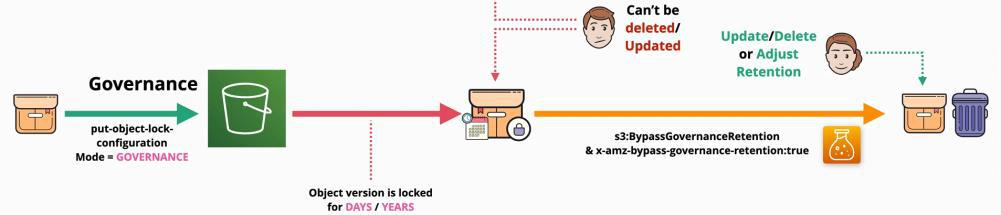 Governance
put-object-lock-
configuration
Mode = GOVERNANCE
Object version is locked
for DAYS / YEARS
Can't be
deleted/
Updated
Update/Delete
or Adjust
Retention
s3:BypassGovernanceRetention
& x-amz-bypass-governance-retention:true